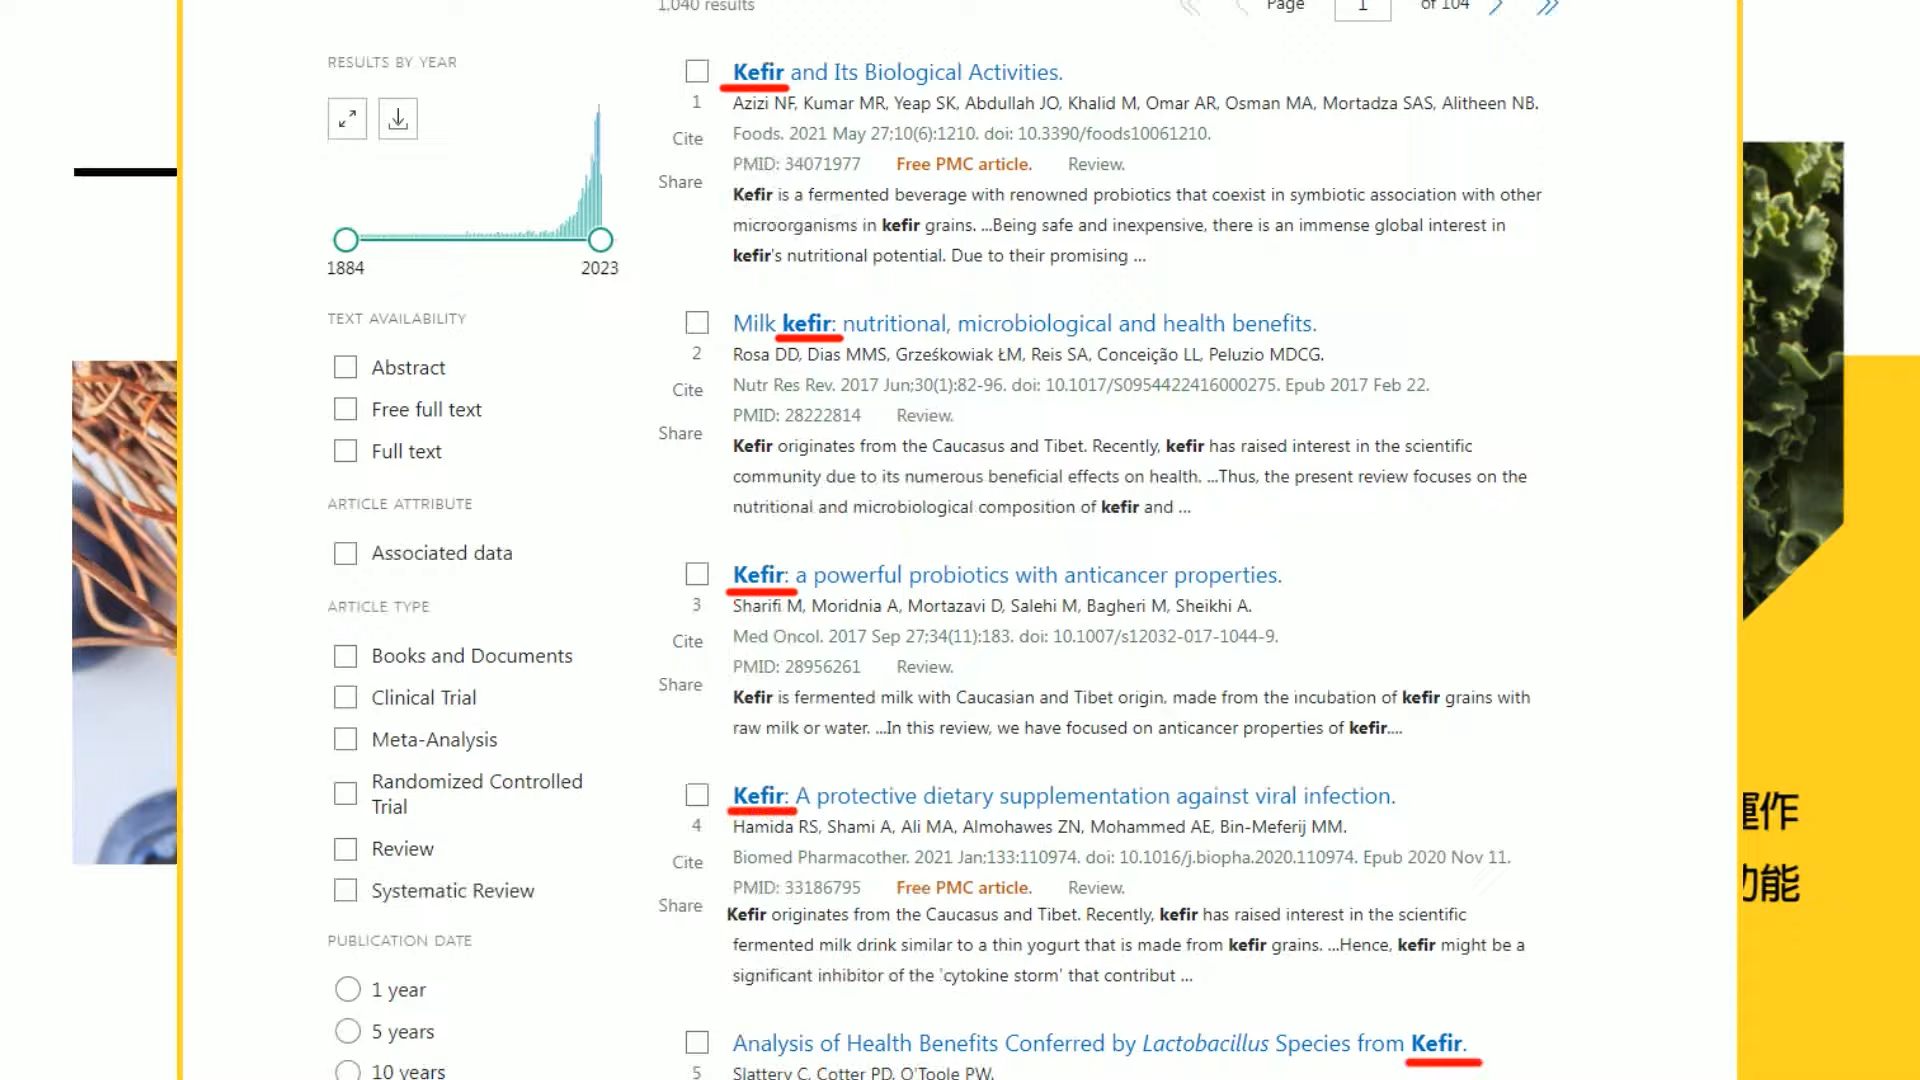 1,040 results
Page 1 of 104
RESULTS BY YEAR
1884 2023
TEXT AVAILABILITY
Abstract
Free full text
Full text
ARTICLE ATTRIBUTE
Associated data
ARTICLE TYPE
Books and Documents
Clinical Trial
Meta-Analysis
Randomized Controlled
Trial
Review
Systematic Review
PUBLICATION DATE
1 year
5 years
10 years
Kefir and Its Biological Activities.
1
Azizi NF, Kumar MR, Yeap SK, Abdullah JO, Khalid M, Omar AR, Osman MA, Mortadza SAS, Alitheen NB.
Cite
Foods. 2021 May 27;10(6):1210. doi: 10.3390/foods10061210.
PMID: 34071977 Free PMC article. Review.
Share
Kefir is a fermented beverage with renowned probiotics that coexist in symbiotic association with other
microorganisms in kefir grains. ...Being safe and inexpensive, there is an immense global interest in
kefir's nutritional potential. Due to their promising ...
Milk kefir: nutritional, microbiological and health benefits.
2
Rosa DD, Dias MMS, Grześkowiak ŁM, Reis SA, Conceição LL, Peluzio MDCG.
Cite
Nutr Res Rev. 2017 Jun;30(1):82-96. doi: 10.1017/S0954422416000275. Epub 2017 Feb 22.
PMID: 28222814 Review.
Share
Kefir originates from the Caucasus and Tibet. Recently, kefir has raised interest in the scientific
community due to its numerous beneficial effects on health. ...Thus, the present review focuses on the
nutritional and microbiological composition of kefir and ...
Kefir: a powerful probiotics with anticancer properties.
3
Sharifi M, Moridnia A, Mortazavi D, Salehi M, Bagheri M, Sheikhi A.
Cite
Med Oncol. 2017 Sep 27;34(11):183. doi: 10.1007/s12032-017-1044-9.
PMID: 28956261 Review.
Share
Kefir is fermented milk with Caucasian and Tibet origin, made from the incubation of kefir grains with
raw milk or water. ...In this review, we have focused on anticancer properties of kefir....
Kefir: A protective dietary supplementation against viral infection.
4
Hamida RS, Shami A, Ali MA, Almohawes ZN, Mohammed AE, Bin-Meferij MM.
Cite
Biomed Pharmacother. 2021 Jan;133:110974. doi: 10.1016/j.biopha.2020.110974. Epub 2020 Nov 11.
PMID: 33186795 Free PMC article. Review.
Share
Kefir originates from the Caucasus and Tibet. Recently, kefir has raised interest in the scientific
fermented milk drink similar to a thin yogurt that is made from kefir grains. ...Hence, kefir might be a
significant inhibitor of the 'cytokine storm' that contribut ...
Analysis of Health Benefits Conferred by Lactobacillus Species from Kefir.
5
Slattery C, Cotter PD, O'Toole PW.
運作
功能